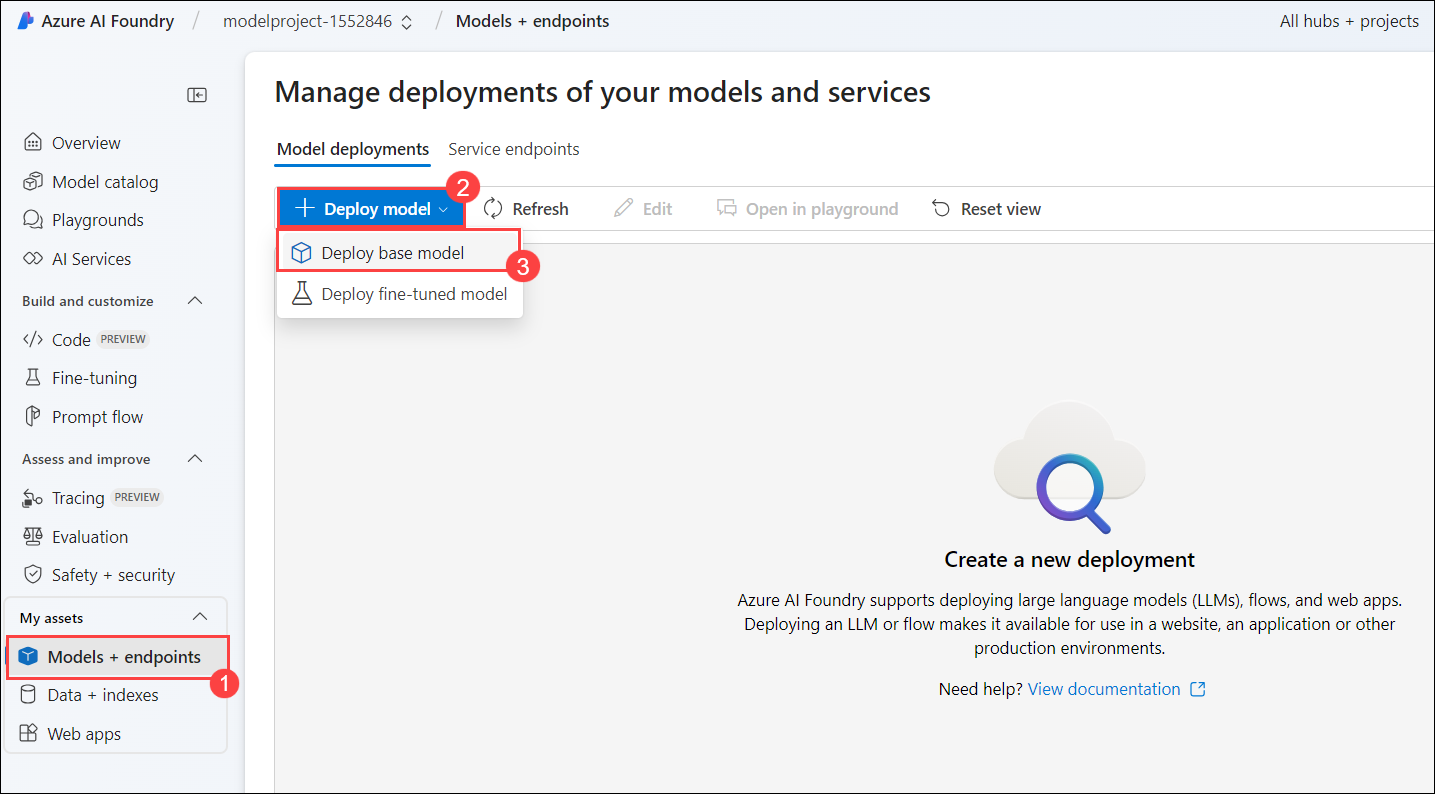 Azure AI Foundry / modelproject-1552846 / Models + endpoints All hubs + projects
Overview
Model catalog
Playgrounds
AI Services
Build and customize
Code PREVIEW
Fine-tuning
Prompt flow
Assess and improve
Tracing PREVIEW
Evaluation
Safety + security
My assets
Models + endpoints
1
Data + indexes
Web apps
Manage deployments of your models and services
Model deployments Service endpoints
2
Deploy model Refresh Edit Open in playground Reset view
Deploy base model
3
Deploy fine-tuned model
Create a new deployment
Azure AI Foundry supports deploying large language models (LLMs), flows, and web apps.
Deploying an LLM or flow makes it available for use in a website, an application or other
production environments.
Need help? View documentation